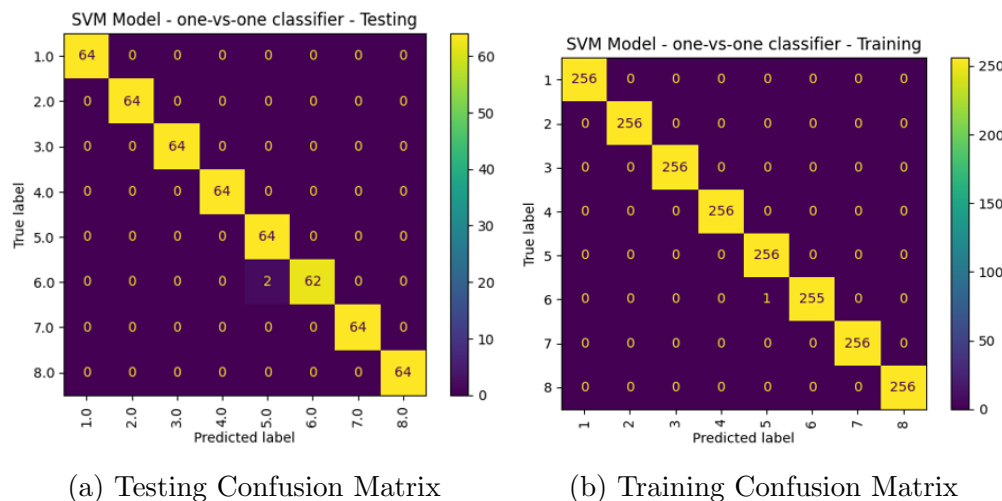 SVM Model - one-vs-one classifier - Testing
1.0 64 0 0 0 0 0 0 0
2.0 0 64 0 0 0 0 0 0
3.0 0 0 64 0 0 0 0 0
4.0 0 0 0 64 0 0 0 0
5.0 0 0 0 0 64 0 0 0
6.0 0 0 0 0 2 62 0 0
7.0 0 0 0 0 0 0 64 0
8.0 0 0 0 0 0 0 0 64
1.0 2.0 3.0 4.0 5.0 6.0 7.0 8.0
Predicted label
True label
60
50
40
30
20
10
0
(a) Testing Confusion Matrix
SVM Model - one-vs-one classifier - Training
1 256 0 0 0 0 0 0 0
2 0 256 0 0 0 0 0 0
3 0 0 256 0 0 0 0 0
4 0 0 0 256 0 0 0 0
5 0 0 0 0 256 0 0 0
6 0 0 0 0 1 255 0 0
7 0 0 0 0 0 0 256 0
8 0 0 0 0 0 0 0 256
1 2 3 4 5 6 7 8
Predicted label
True label
250
200
150
100
50
0
(b) Training Confusion Matrix